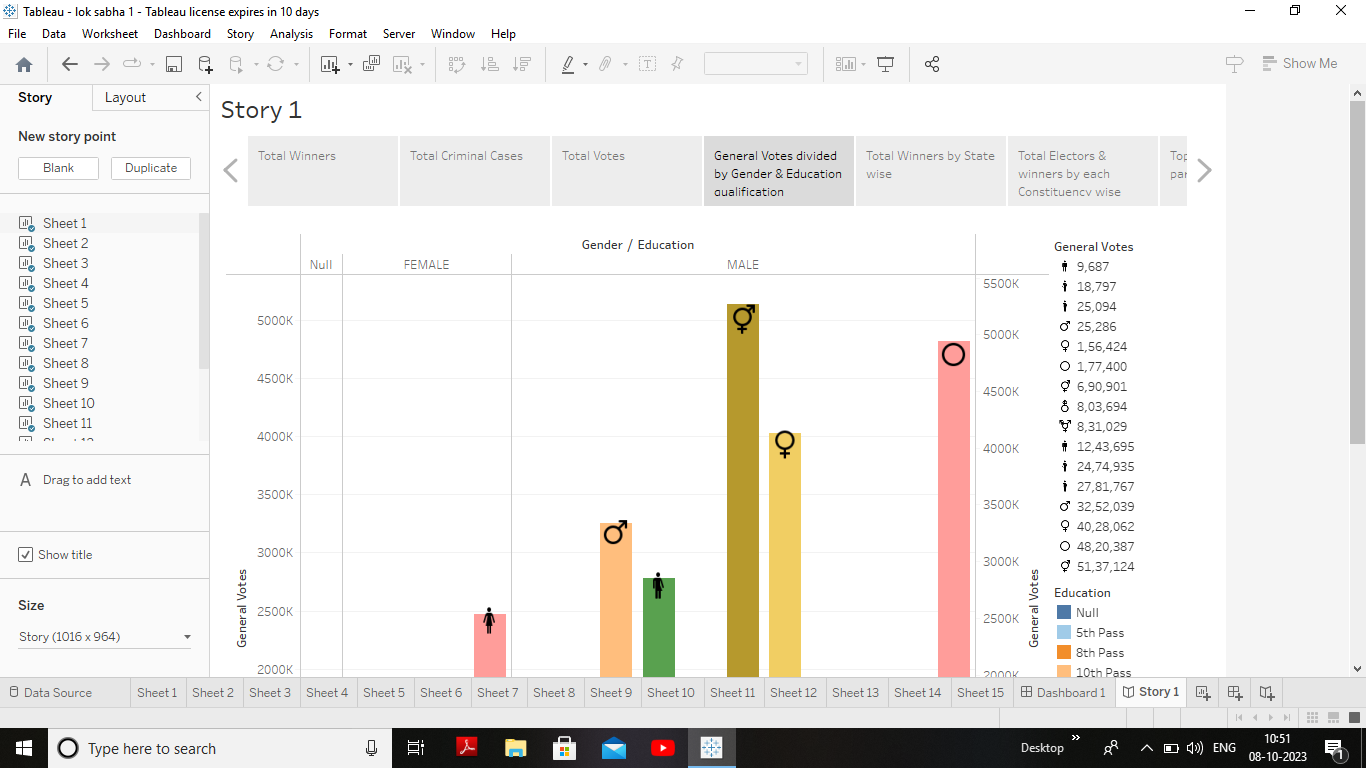 Tableau - lok sabha 1 - Tableau license expires in 10 days
File Data Worksheet Dashboard Story Analysis Format Server Window Help
Show Me
Story Layout
New story point
Blank Duplicate
Sheet 1
Sheet 2
Sheet 3
Sheet 4
Sheet 5
Sheet 6
Sheet 7
Sheet 8
Sheet 9
Sheet 10
Sheet 11
A Drag to add text
Show title
Size
Story (1016 x 964)
Story 1
Total Winners
Total Criminal Cases
Total Votes
General Votes divided
by Gender & Education
qualification
Total Winners by State
wise
Total Electors &
winners by each
Constituency wise
Top
par
Gender / Education
Null FEMALE MALE
5000K
4500K
4000K
3500K
3000K
2500K
2000K
General Votes
5500K
5000K
4500K
4000K
3500K
3000K
2500K
2000K
General Votes
General Votes
9,687
18,797
25,094
25,286
1,56,424
1,77,400
6,90,901
8,03,694
8,31,029
12,43,695
24,74,935
27,81,767
32,52,039
40,28,062
48,20,387
51,37,124
Education
Null
5th Pass
8th Pass
10th Pass
Data Source Sheet 1 Sheet 2 Sheet 3 Sheet 4 Sheet 5 Sheet 6 Sheet 7 Sheet 8 Sheet 9 Sheet 10 Sheet 11 Sheet 12 Sheet 13 Sheet 14 Sheet 15 Dashboard 1 Story 1
Type here to search
Desktop
ENG
10:51
08-10-2023
1